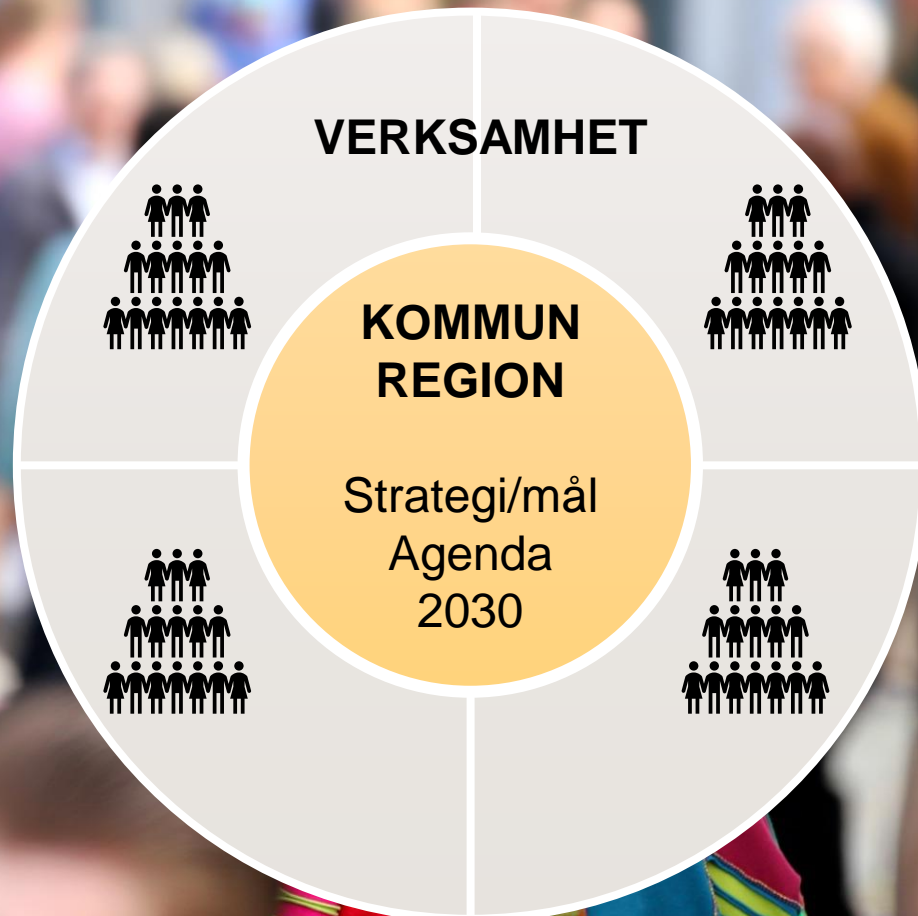 VERKSAMHET
KOMMUN
REGION
Strategi/mål
Agenda
2030